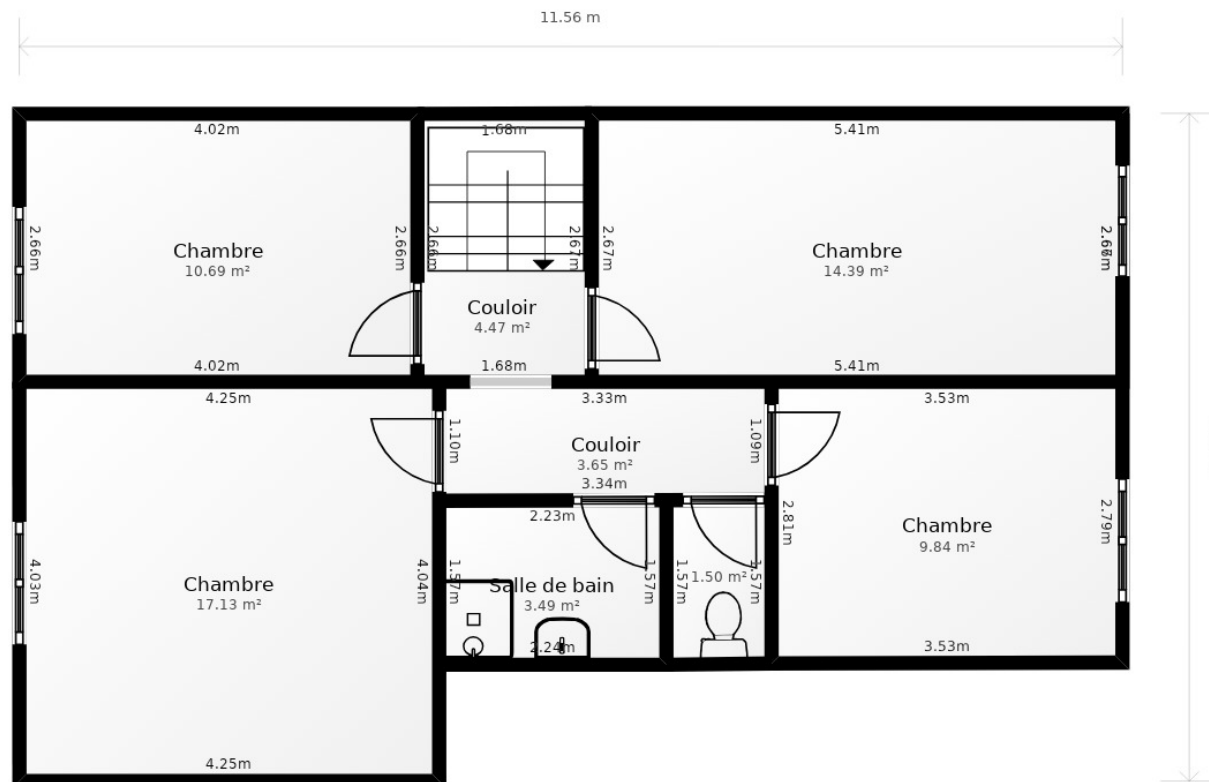 11.56 m
4.02m
1.68m
5.41m
2.66m
2.66m
2.66m
2.67m
2.67m
Chambre
10.69 m²
Chambre
14.39 m²
Couloir
4.47 m²
4.02m
1.68m
5.41m
4.25m
3.33m
3.53m
1.10m
1.09m
Couloir
3.65 m²
3.34m
2.23m
2.81m
2.79m
Chambre
9.84 m²
Chambre
17.13 m²
4.03m
4.04m
1.57m
Salle de bain
3.49 m²
1.57m
1.57m
1.50 m²
1.57m
2.24m
3.53m
4.25m